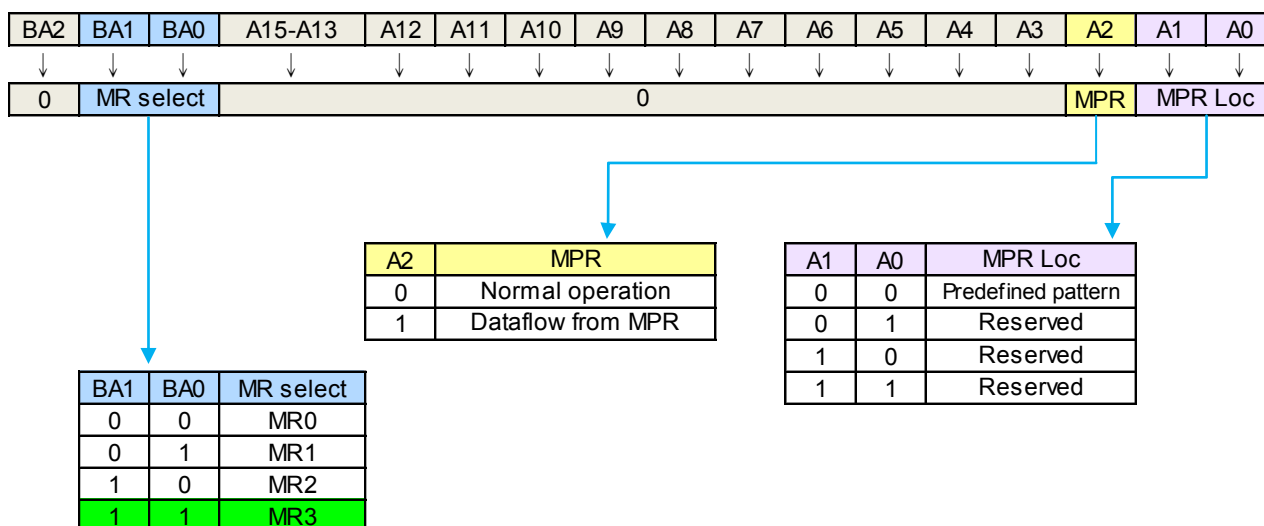 BA2 BA1 BA0 A15-A13 A12 A11 A10 A9 A8 A7 A6 A5 A4 A3 A2 A1 A0
0 MR select 0 MPR MPR Loc
A2 MPR
0 Normal operation
1 Dataflow from MPR
A1 A0 MPR Loc
0 0 Predefined pattern
0 1 Reserved
1 0 Reserved
1 1 Reserved
BA1 BA0 MR select
0 0 MR0
0 1 MR1
1 0 MR2
1 1 MR3